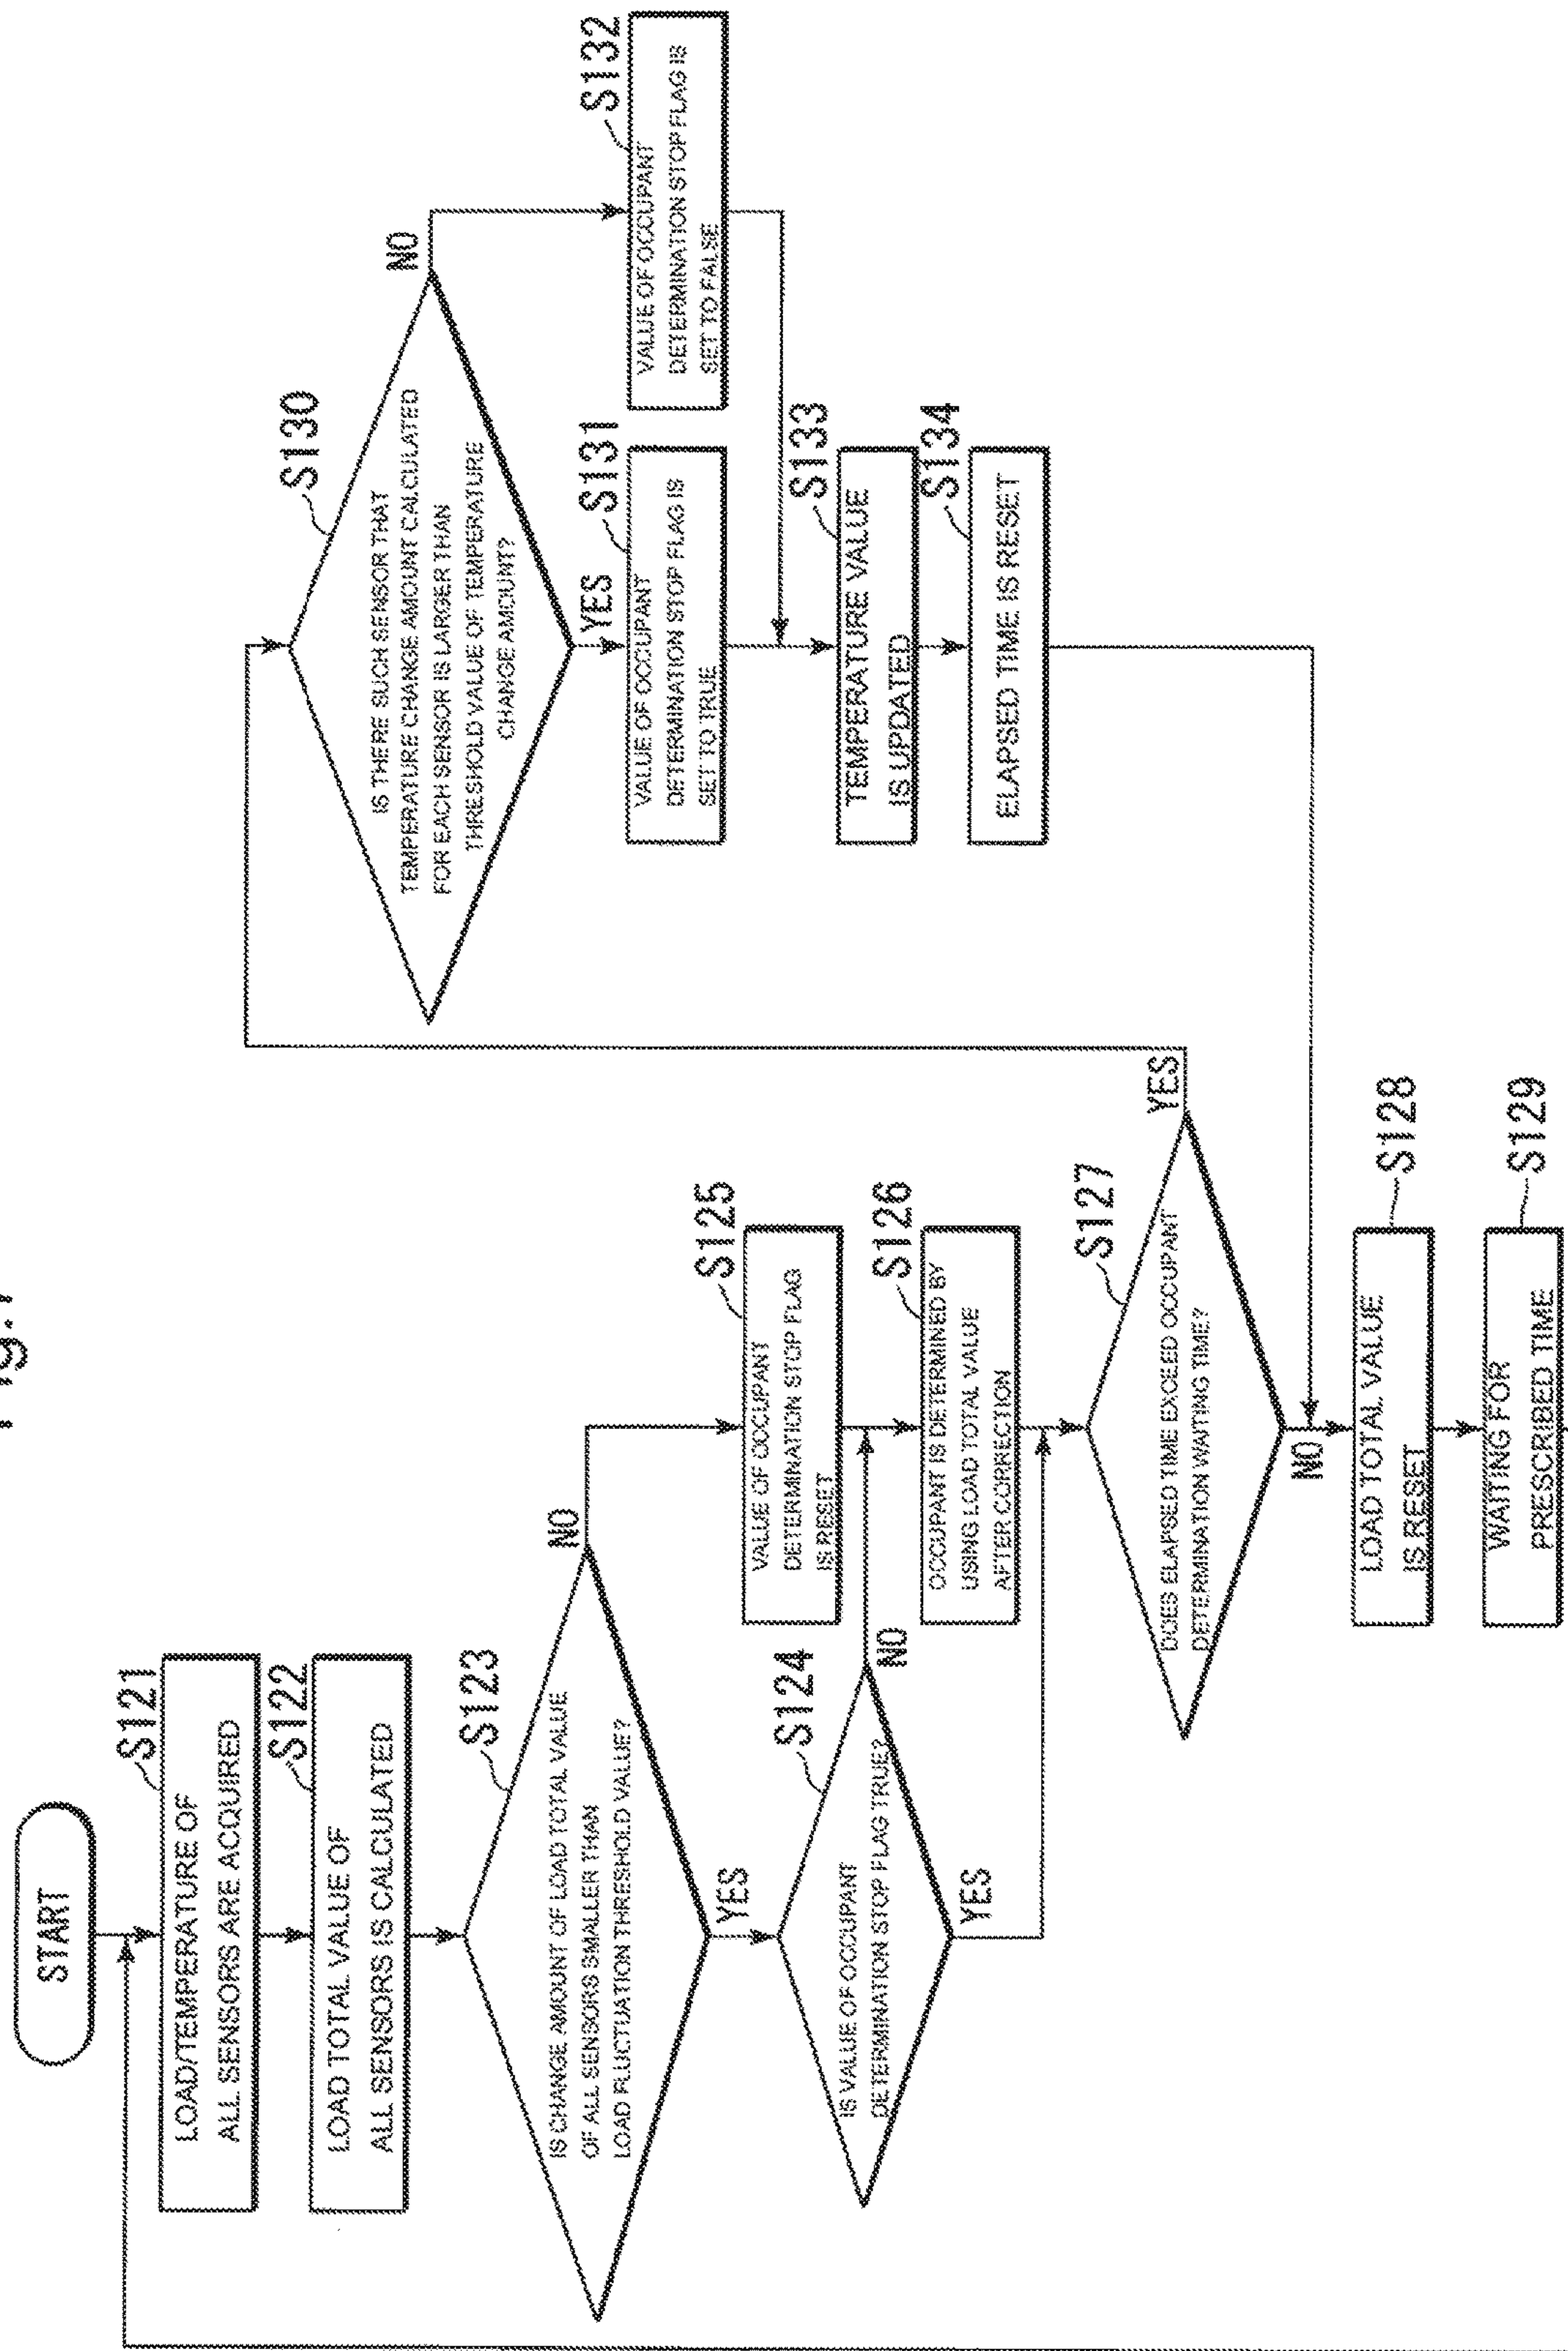 START
S121
LOAD/TEMPERATURE OF
ALL SENSORS ARE ACQUIRED
S122
LOAD TOTAL VALUE OF
ALL SENSORS IS CALCULATED
S123
IS CHANGE AMOUNT OF LOAD TOTAL VALUE
OF ALL SENSORS SMALLER THAN
LOAD FLUCTUATION THRESHOLD VALUE?
NO
YES
S124
IS VALUE OF OCCUPANT
DETERMINATION STOP FLAG TRUE?
NO
YES
S125
VALUE OF OCCUPANT
DETERMINATION STOP FLAG
IS RESET
S126
OCCUPANT IS DETERMINED BY
USING LOAD TOTAL VALUE
AFTER CORRECTION
S127
DOES ELAPSED TIME EXCEED OCCUPANT
DETERMINATION WAITING TIME?
YES
NO
S128
LOAD TOTAL VALUE
IS RESET
S129
WAITING FOR
PRESCRIBED TIME
S130
IS THERE SUCH SENSOR THAT
TEMPERATURE CHANGE AMOUNT CALCULATED
FOR EACH SENSOR IS LARGER THAN
THRESHOLD VALUE OF TEMPERATURE
CHANGE AMOUNT?
NO
YES
S131
VALUE OF OCCUPANT
DETERMINATION STOP FLAG IS
SET TO TRUE
S132
VALUE OF OCCUPANT
DETERMINATION STOP FLAG IS
SET TO FALSE
S133
TEMPERATURE VALUE
IS UPDATED
S134
ELAPSED TIME IS RESET